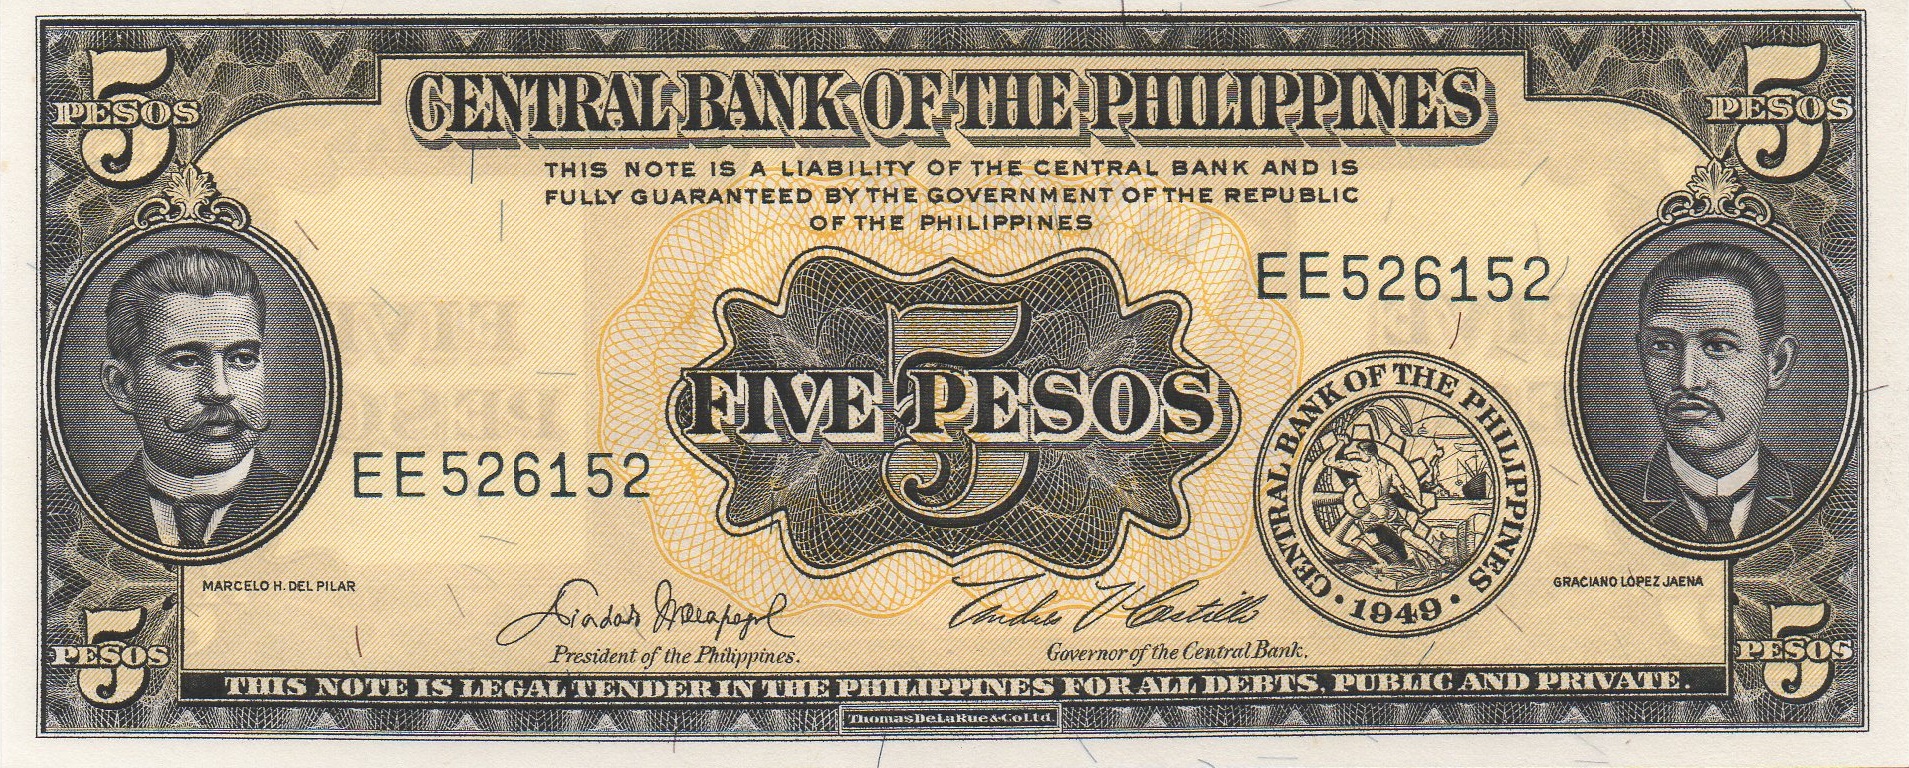 5
PESOS
5
PESOS
CENTRAL BANK OF THE PHILIPPINES
THIS NOTE IS A LIABILITY OF THE CENTRAL BANK AND IS
FULLY GUARANTEED BY THE GOVERNMENT OF THE REPUBLIC
OF THE PHILIPPINES
EE526152
5
FIVE PESOS
EE526152
CENTRAL BANK OF THE PHILIPPINES
• 1949 •
MARCELO H. DEL PILAR
GRACIANO LOPEZ JAENA
Diosdado Macapagal
Andres V Castillo
President of the Philippines.
Governor of the Central Bank.
5
PESOS
5
PESOS
THIS NOTE IS LEGAL TENDER IN THE PHILIPPINES FOR ALL DEBTS, PUBLIC AND PRIVATE.
Thomas De La Rue & Co Ltd.